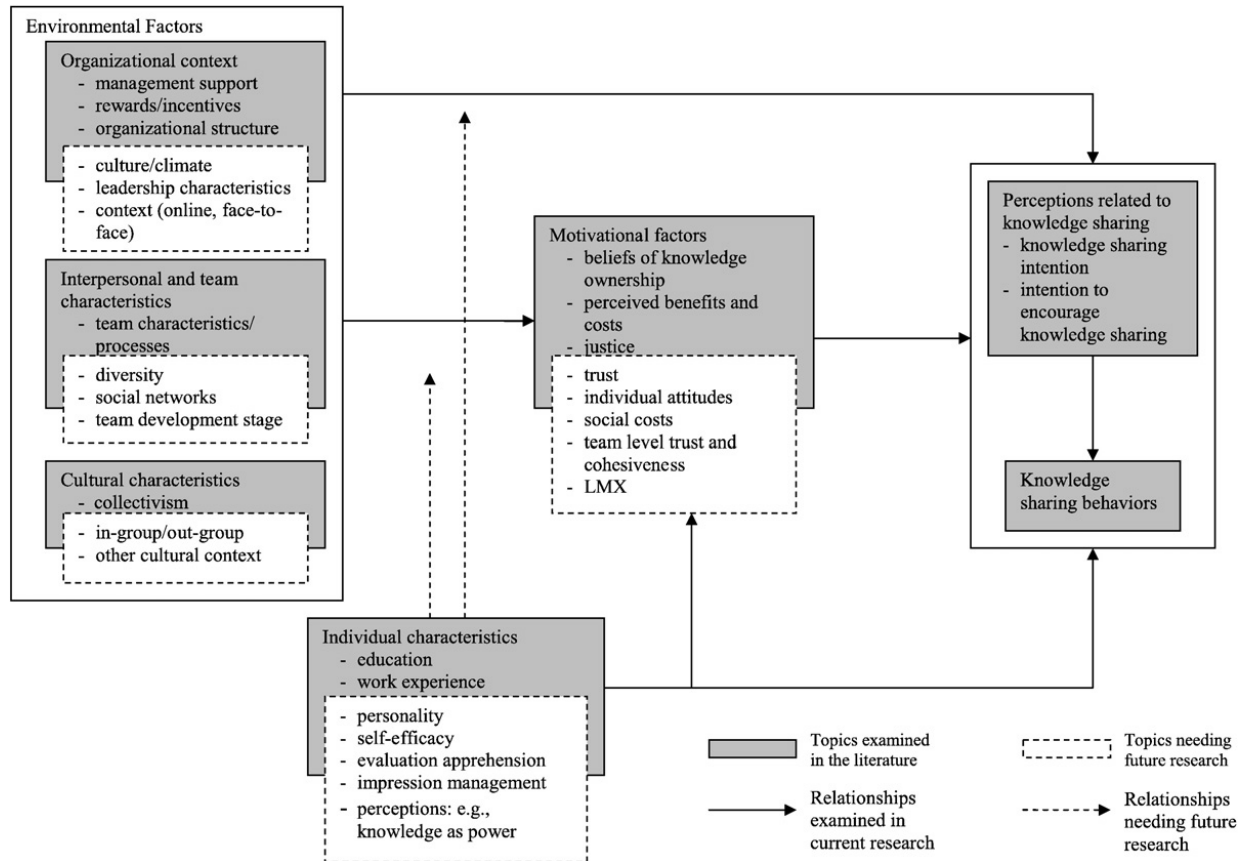 Environmental Factors
Organizational context
- management support
- rewards/incentives
- organizational structure
- culture/climate
- leadership characteristics
- context (online, face-to-
face)
Interpersonal and team
characteristics
- team characteristics/
processes
- diversity
- social networks
- team development stage
Cultural characteristics
- collectivism
- in-group/out-group
- other cultural context
Motivational factors
- beliefs of knowledge
ownership
- perceived benefits and
costs
- justice
- trust
- individual attitudes
- social costs
- team level trust and
cohesiveness
- LMX
Perceptions related to
knowledge sharing
- knowledge sharing
intention
- intention to
encourage
knowledge sharing
Knowledge
sharing behaviors
Individual characteristics
- education
- work experience
- personality
- self-efficacy
- evaluation apprehension
- impression management
- perceptions: e.g.,
knowledge as power
Topics examined
in the literature
Topics needing
future research
Relationships
examined in
current research
Relationships
needing future
research